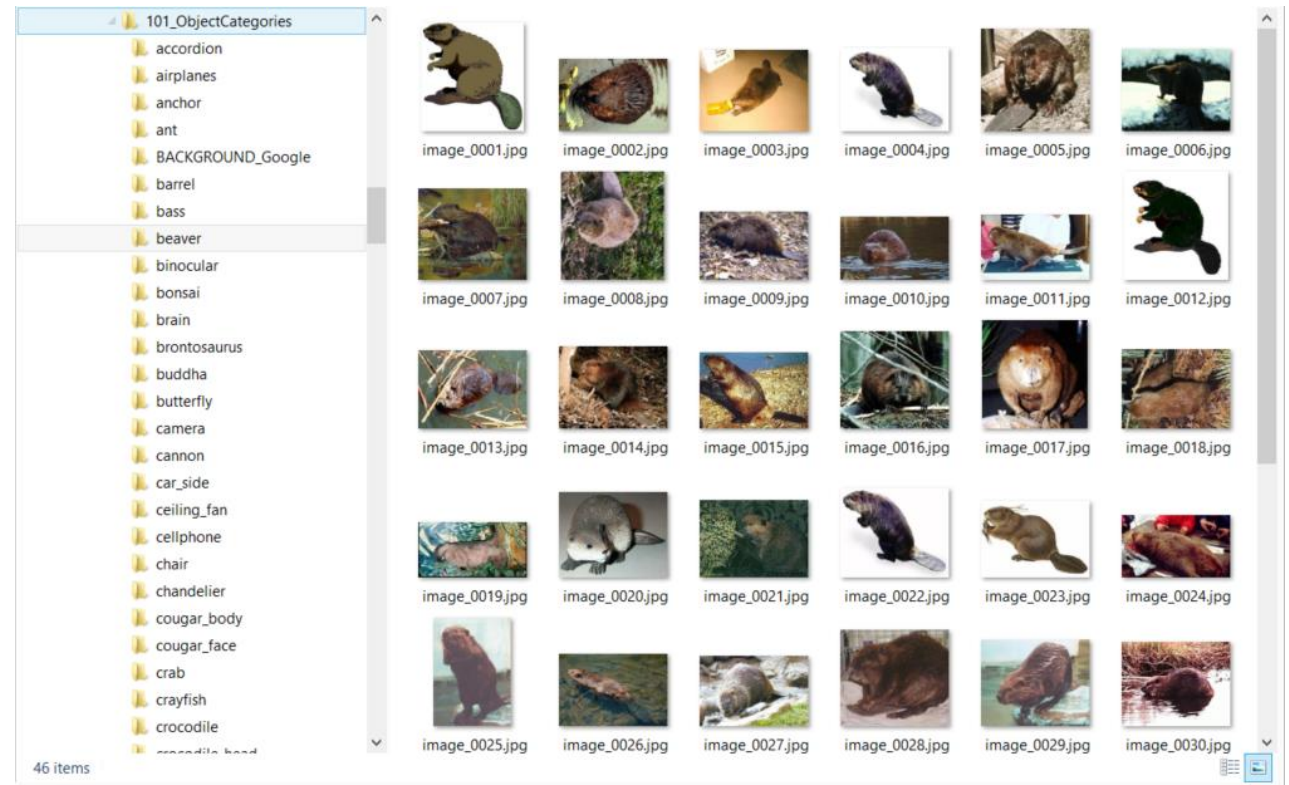 101_ObjectCategories
accordion
airplanes
anchor
ant
BACKGROUND_Google
barrel
bass
beaver
binocular
bonsai
brain
brontosaurus
buddha
butterfly
camera
cannon
car_side
ceiling_fan
cellphone
chair
chandelier
cougar_body
cougar_face
crab
crayfish
crocodile
crocodile_head
46 items
image_0001.jpg image_0002.jpg image_0003.jpg image_0004.jpg image_0005.jpg image_0006.jpg
image_0007.jpg image_0008.jpg image_0009.jpg image_0010.jpg image_0011.jpg image_0012.jpg
image_0013.jpg image_0014.jpg image_0015.jpg image_0016.jpg image_0017.jpg image_0018.jpg
image_0019.jpg image_0020.jpg image_0021.jpg image_0022.jpg image_0023.jpg image_0024.jpg
image_0025.jpg image_0026.jpg image_0027.jpg image_0028.jpg image_0029.jpg image_0030.jpg